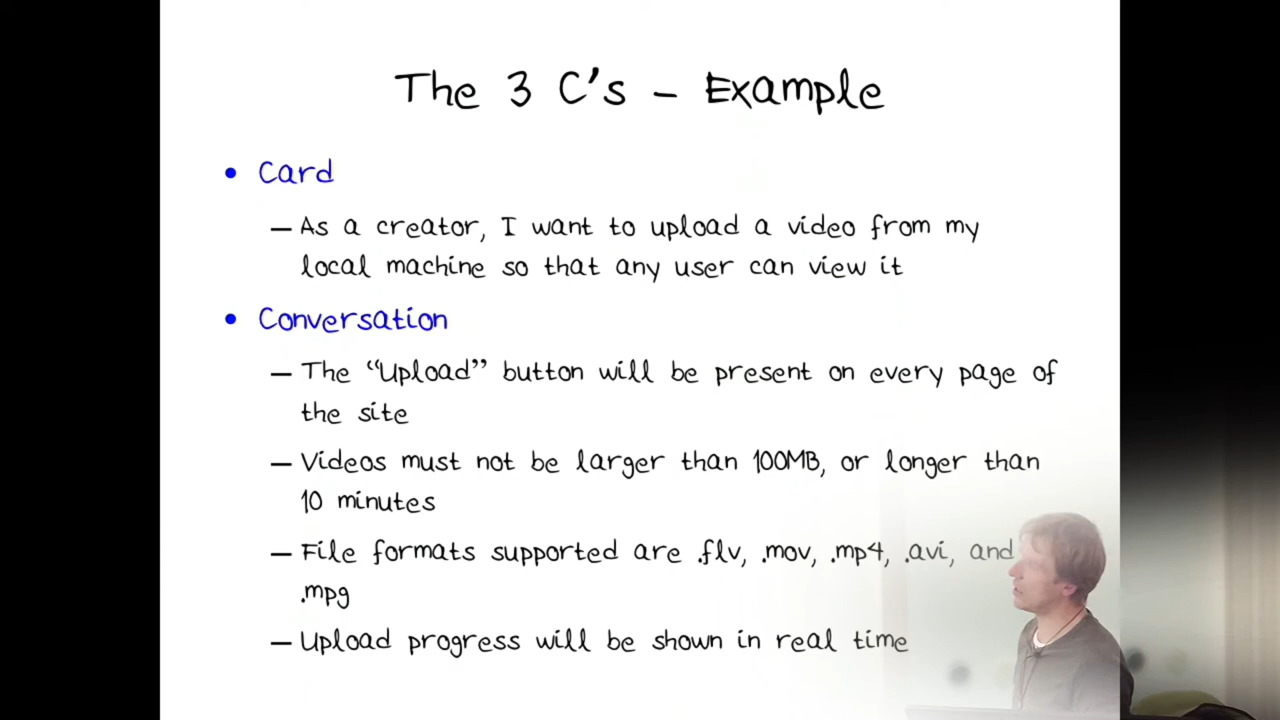 The 3 C's – Example
• Card
– As a creator, I want to upload a video from my
local machine so that any user can view it
• Conversation
– The “Upload” button will be present on every page of
the site
– Videos must not be larger than 100MB, or longer than
10 minutes
– File formats supported are .flv, .mov, .mp4, .avi, and
.mpg
– Upload progress will be shown in real time